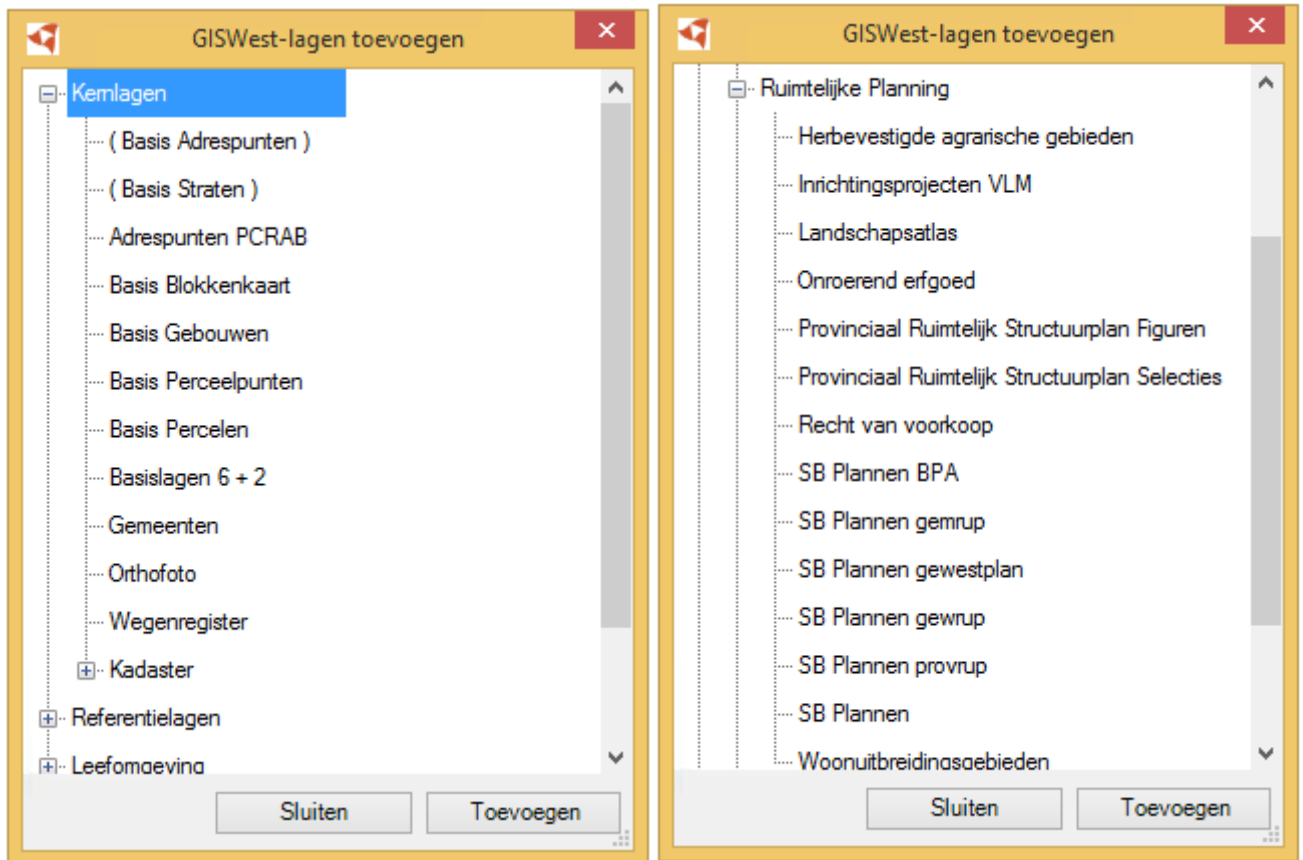 GISWest-lagen toevoegen
Kernlagen
( Basis Adrespunten )
( Basis Straten )
Adrespunten PCRAB
Basis Blokkenkaart
Basis Gebouwen
Basis Perceelpunten
Basis Percelen
Basislagen 6 + 2
Gemeenten
Orthofoto
Wegenregister
Kadaster
Referentielagen
Leefomgeving
Sluiten
Toevoegen
GISWest-lagen toevoegen
Ruimtelijke Planning
Herbevestigde agrarische gebieden
Inrichtingsprojecten VLM
Landschapsatlas
Onroerend erfgoed
Provinciaal Ruimtelijk Structuurplan Figuren
Provinciaal Ruimtelijk Structuurplan Selecties
Recht van voorkoop
SB Plannen BPA
SB Plannen gemrup
SB Plannen gewestplan
SB Plannen gewrup
SB Plannen provrup
SB Plannen
Woonuitbreidingsgebieden
Sluiten
Toevoegen